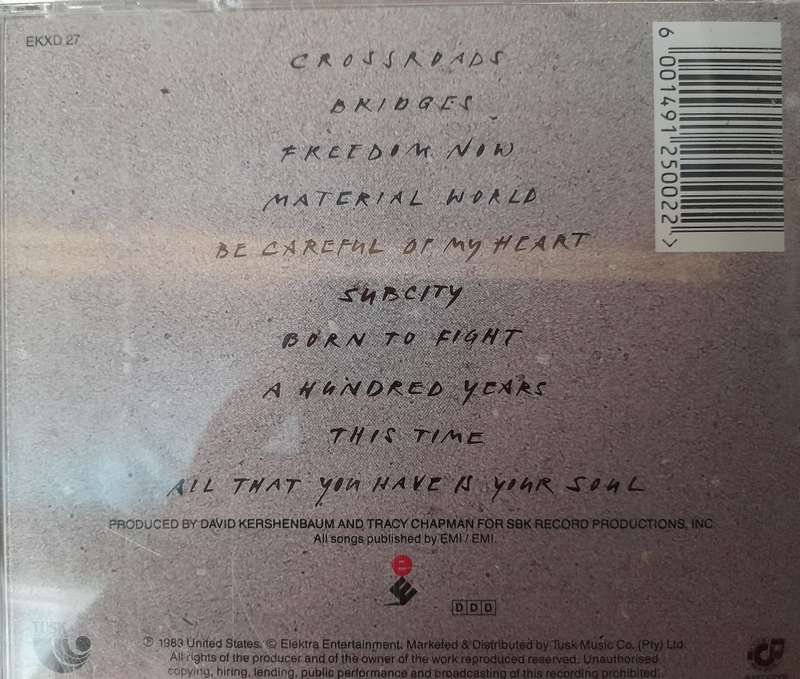 EKXD 27
CROSSROADS
BRIDGES
FREEDOM NOW
MATERIAL WORLD
BE CAREFUL OF MY HEART
SUBCITY
BORN TO FIGHT
A HUNDRED YEARS
THIS TIME
ALL THAT YOU HAVE IS YOUR SOUL
6 001491 250022 >
PRODUCED BY DAVID KERSHENBAUM AND TRACY CHAPMAN FOR SBK RECORD PRODUCTIONS, INC.
All songs published by EMI / EMI.
DDD
TUSK
℗ 1983 United States. © Elektra Entertainment. Marketed & Distributed by Tusk Music Co. (Pty) Ltd.
All rights of the producer and of the owner of the work reproduced reserved. Unauthorised
copying, hiring, lending, public performance and broadcasting of this recording prohibited.